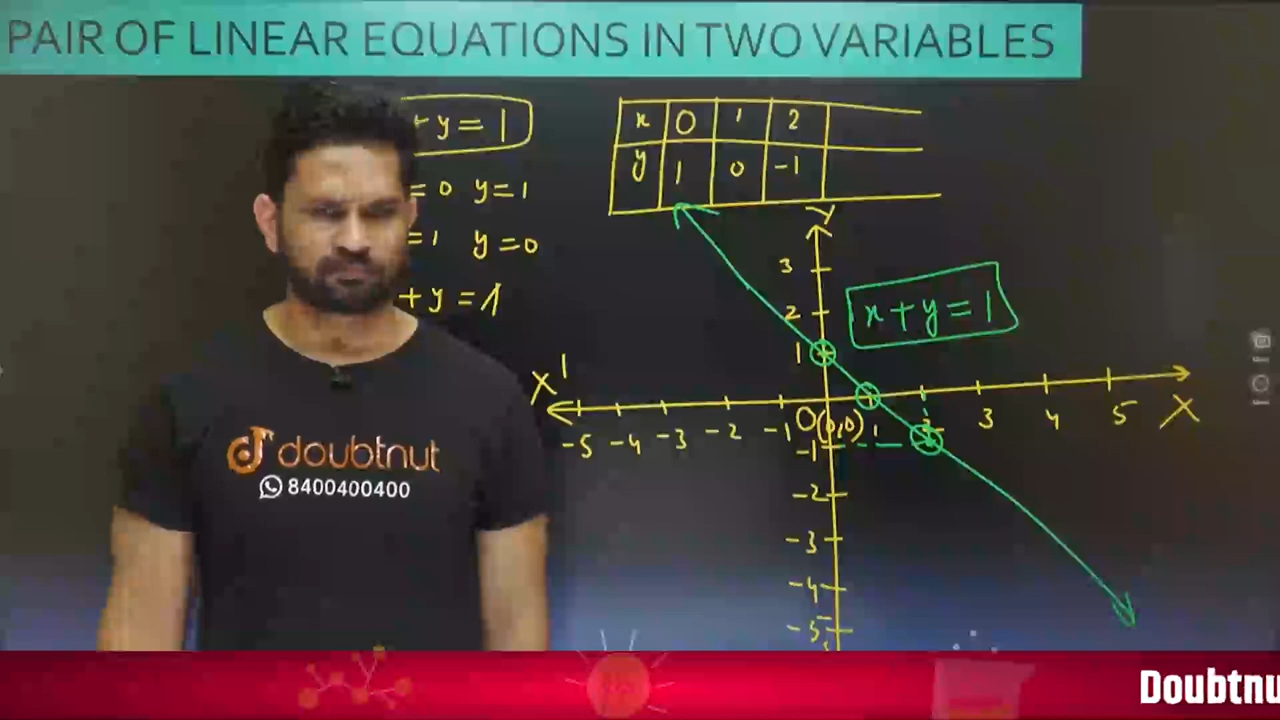 PAIR OF LINEAR EQUATIONS IN TWO VARIABLES
+ y = 1
= 0 y = 1
= 1 y = 0
+ y = 1
x 0 1 2
y 1 0 -1
Y
3
2
1
x + y = 1
X'
X
-5 -4 -3 -2 -1 O(0,0) 1 2 3 4 5
-1
-2
-3
-4
-5
doubtnut
8400400400
Doubtnu